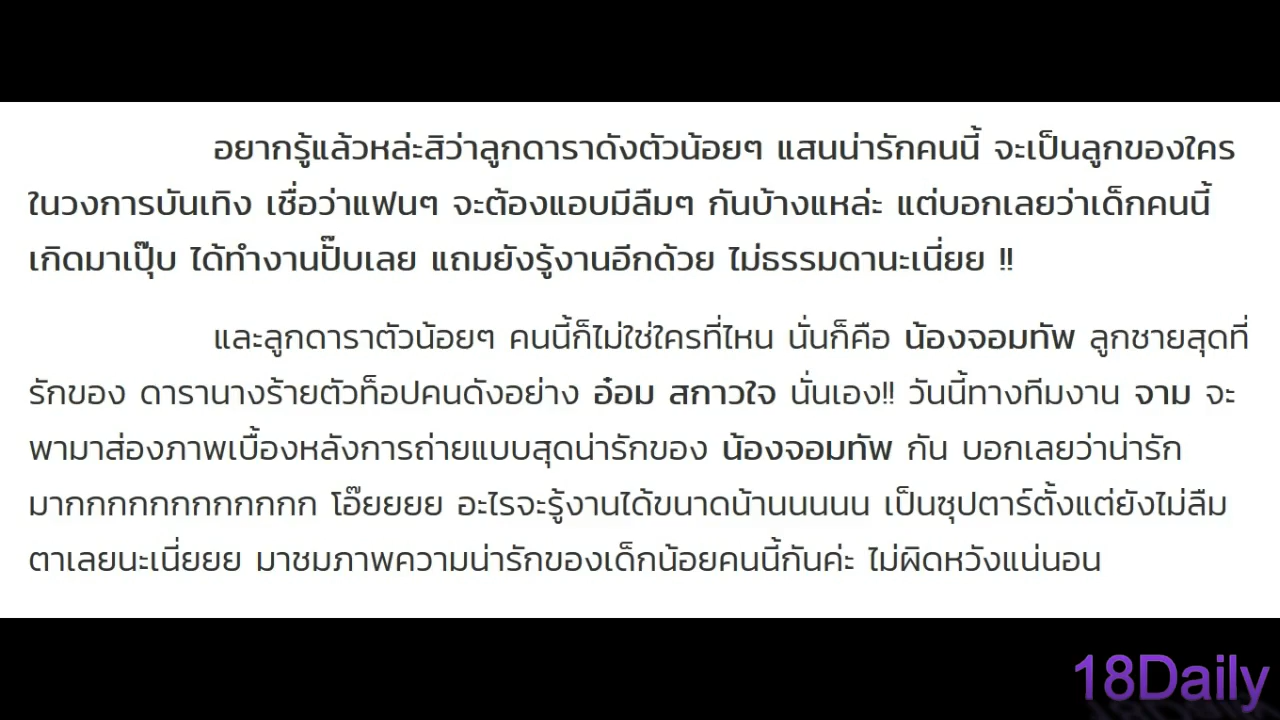 อยากรู้แล้วหล่ะสิว่าลูกดาราดังตัวน้อยๆ แสนน่ารักคนนี้ จะเป็นลูกของใคร
ในวงการบันเทิง เชื่อว่าแฟนๆ จะต้องแอบมีลืมๆ กันบ้างแหล่ะ แต่บอกเลยว่าเด็กคนนี้
เกิดมาเปุ๊บ ได้ทำงานปั๊บเลย แถมยังรู้งานอีกด้วย ไม่ธรรมดานะเนี่ยย !!
และลูกดาราตัวน้อยๆ คนนี้ก็ไม่ใช่ใครที่ไหน นั่นก็คือ น้องจอมทัพ ลูกชายสุดที่
รักของ ดารานางร้ายตัวท็อปคนดังอย่าง อ๋อม สกาวใจ นั่นเอง!! วันนี้ทางทีมงาน จาม จะ
พามาส่องภาพเบื้องหลังการถ่ายแบบสุดน่ารักของ น้องจอมทัพ กัน บอกเลยว่าน่ารัก
มากกกกกกกกกกกก โอ๊ยยยย อะไรจะรู้งานได้ขนาดน้านนนนน เป็นซุปตาร์ตั้งแต่ยังไม่ลืม
ตาเลยนะเนี่ยยย มาชมภาพความน่ารักของเด็กน้อยคนนี้กันค่ะ ไม่ผิดหวังแน่นอน
18Daily